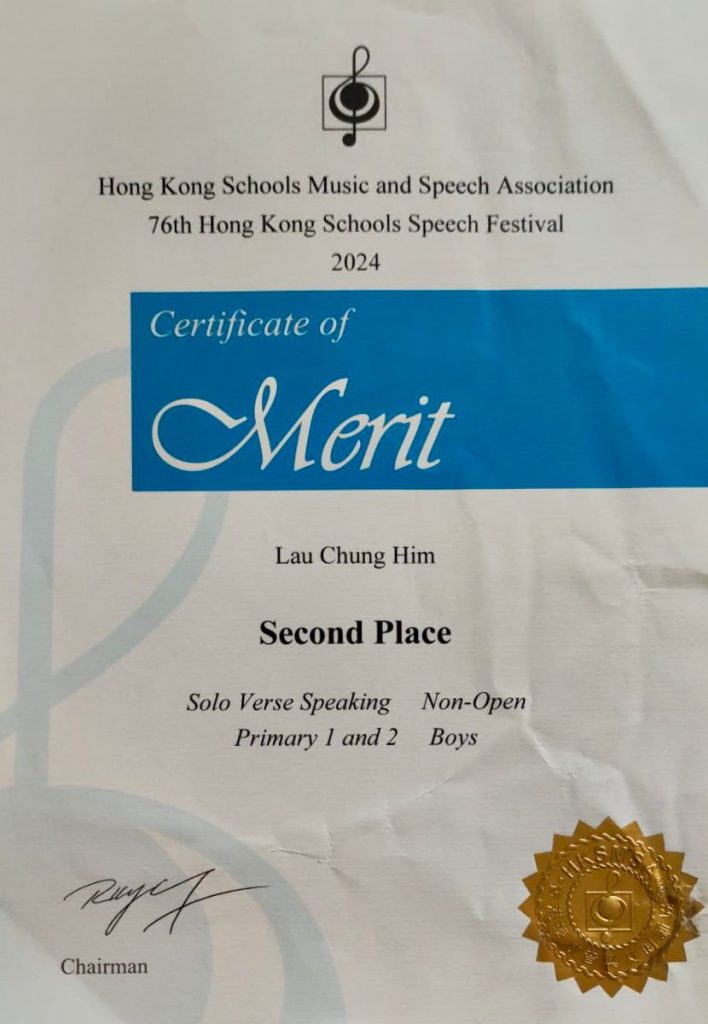 Hong Kong Schools Music and Speech Association
76th Hong Kong Schools Speech Festival
2024
Certificate of
Merit
Lau Chung Him
Second Place
Solo Verse Speaking Non-Open
Primary 1 and 2 Boys
Chairman
HKSMSA